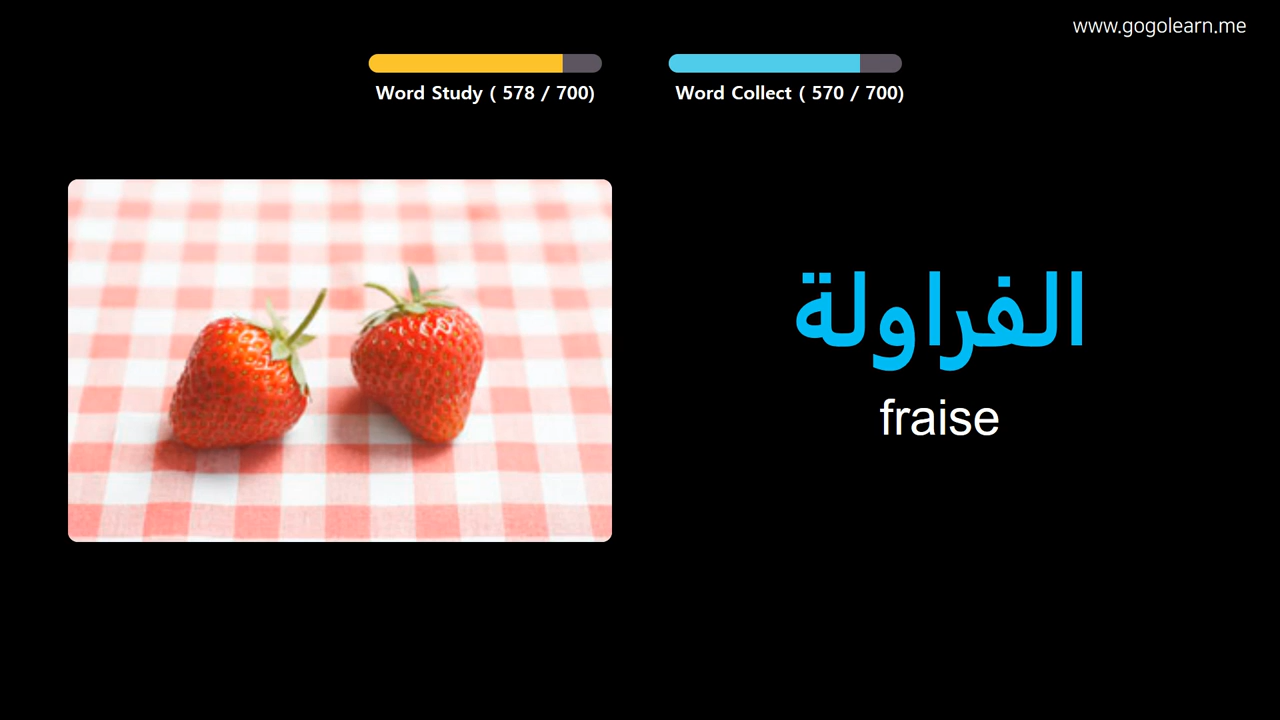 www.gogolearn.me
Word Study ( 578 / 700)
Word Collect ( 570 / 700)
الفراولة
fraise